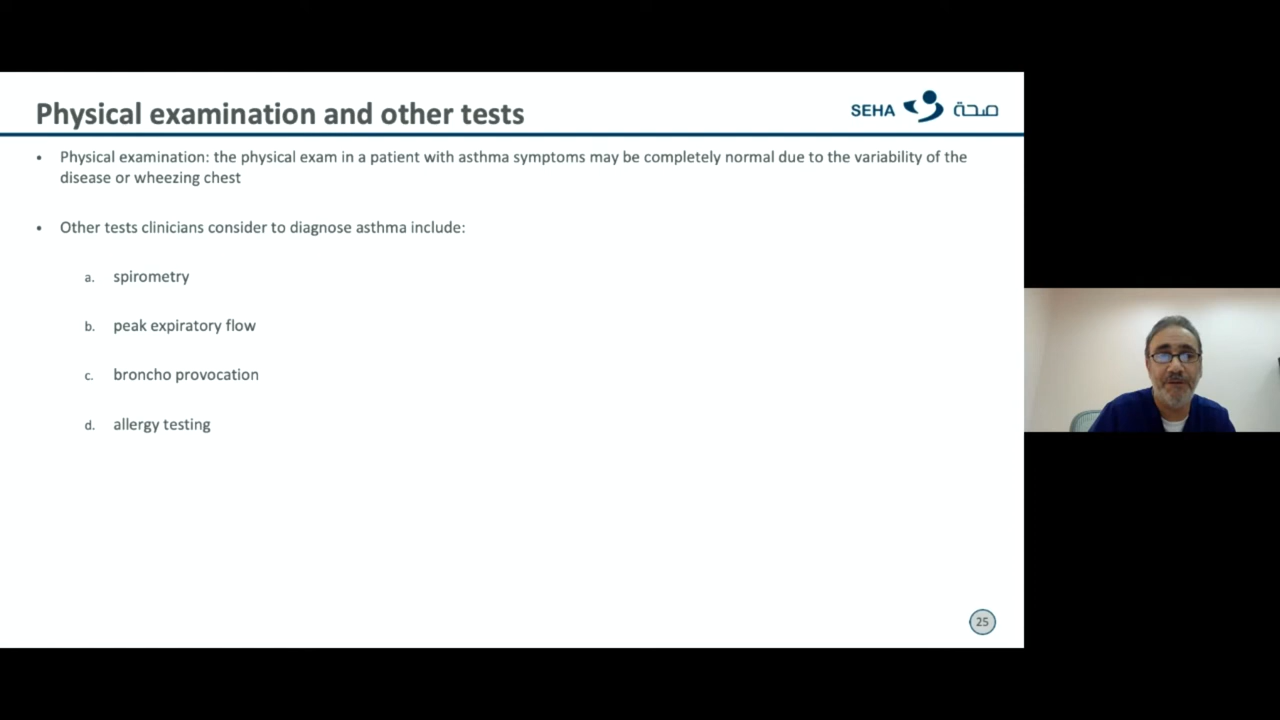 Physical examination and other tests
SEHA صحة
• Physical examination: the physical exam in a patient with asthma symptoms may be completely normal due to the variability of the
disease or wheezing chest
• Other tests clinicians consider to diagnose asthma include:
a. spirometry
b. peak expiratory flow
c. broncho provocation
d. allergy testing
25